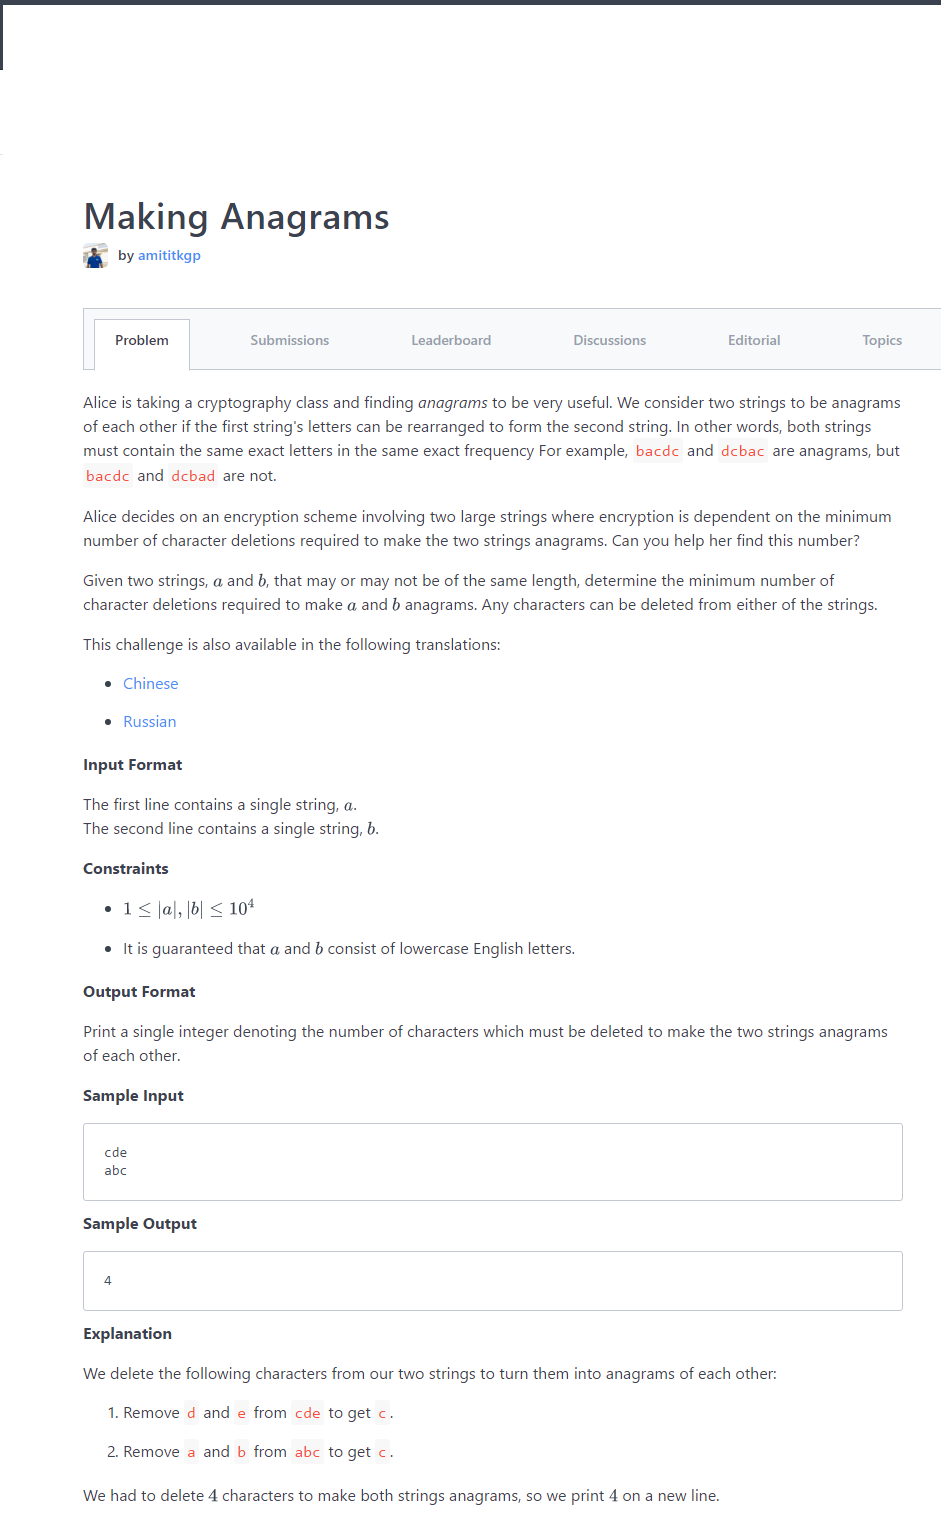 Making Anagrams
by amititkgp
Problem Submissions Leaderboard Discussions Editorial Topics
Alice is taking a cryptography class and finding anagrams to be very useful. We consider two strings to be anagrams
of each other if the first string's letters can be rearranged to form the second string. In other words, both strings
must contain the same exact letters in the same exact frequency For example, bacdc and dcbac are anagrams, but
bacdc and dcbad are not.
Alice decides on an encryption scheme involving two large strings where encryption is dependent on the minimum
number of character deletions required to make the two strings anagrams. Can you help her find this number?
Given two strings, a and b, that may or may not be of the same length, determine the minimum number of
character deletions required to make a and b anagrams. Any characters can be deleted from either of the strings.
This challenge is also available in the following translations:
• Chinese
• Russian
Input Format
The first line contains a single string, a.
The second line contains a single string, b.
Constraints
• 1 ≤ |a|, |b| ≤ 10⁴
• It is guaranteed that a and b consist of lowercase English letters.
Output Format
Print a single integer denoting the number of characters which must be deleted to make the two strings anagrams
of each other.
Sample Input
cde
abc
Sample Output
4
Explanation
We delete the following characters from our two strings to turn them into anagrams of each other:
1. Remove d and e from cde to get c.
2. Remove a and b from abc to get c.
We had to delete 4 characters to make both strings anagrams, so we print 4 on a new line.